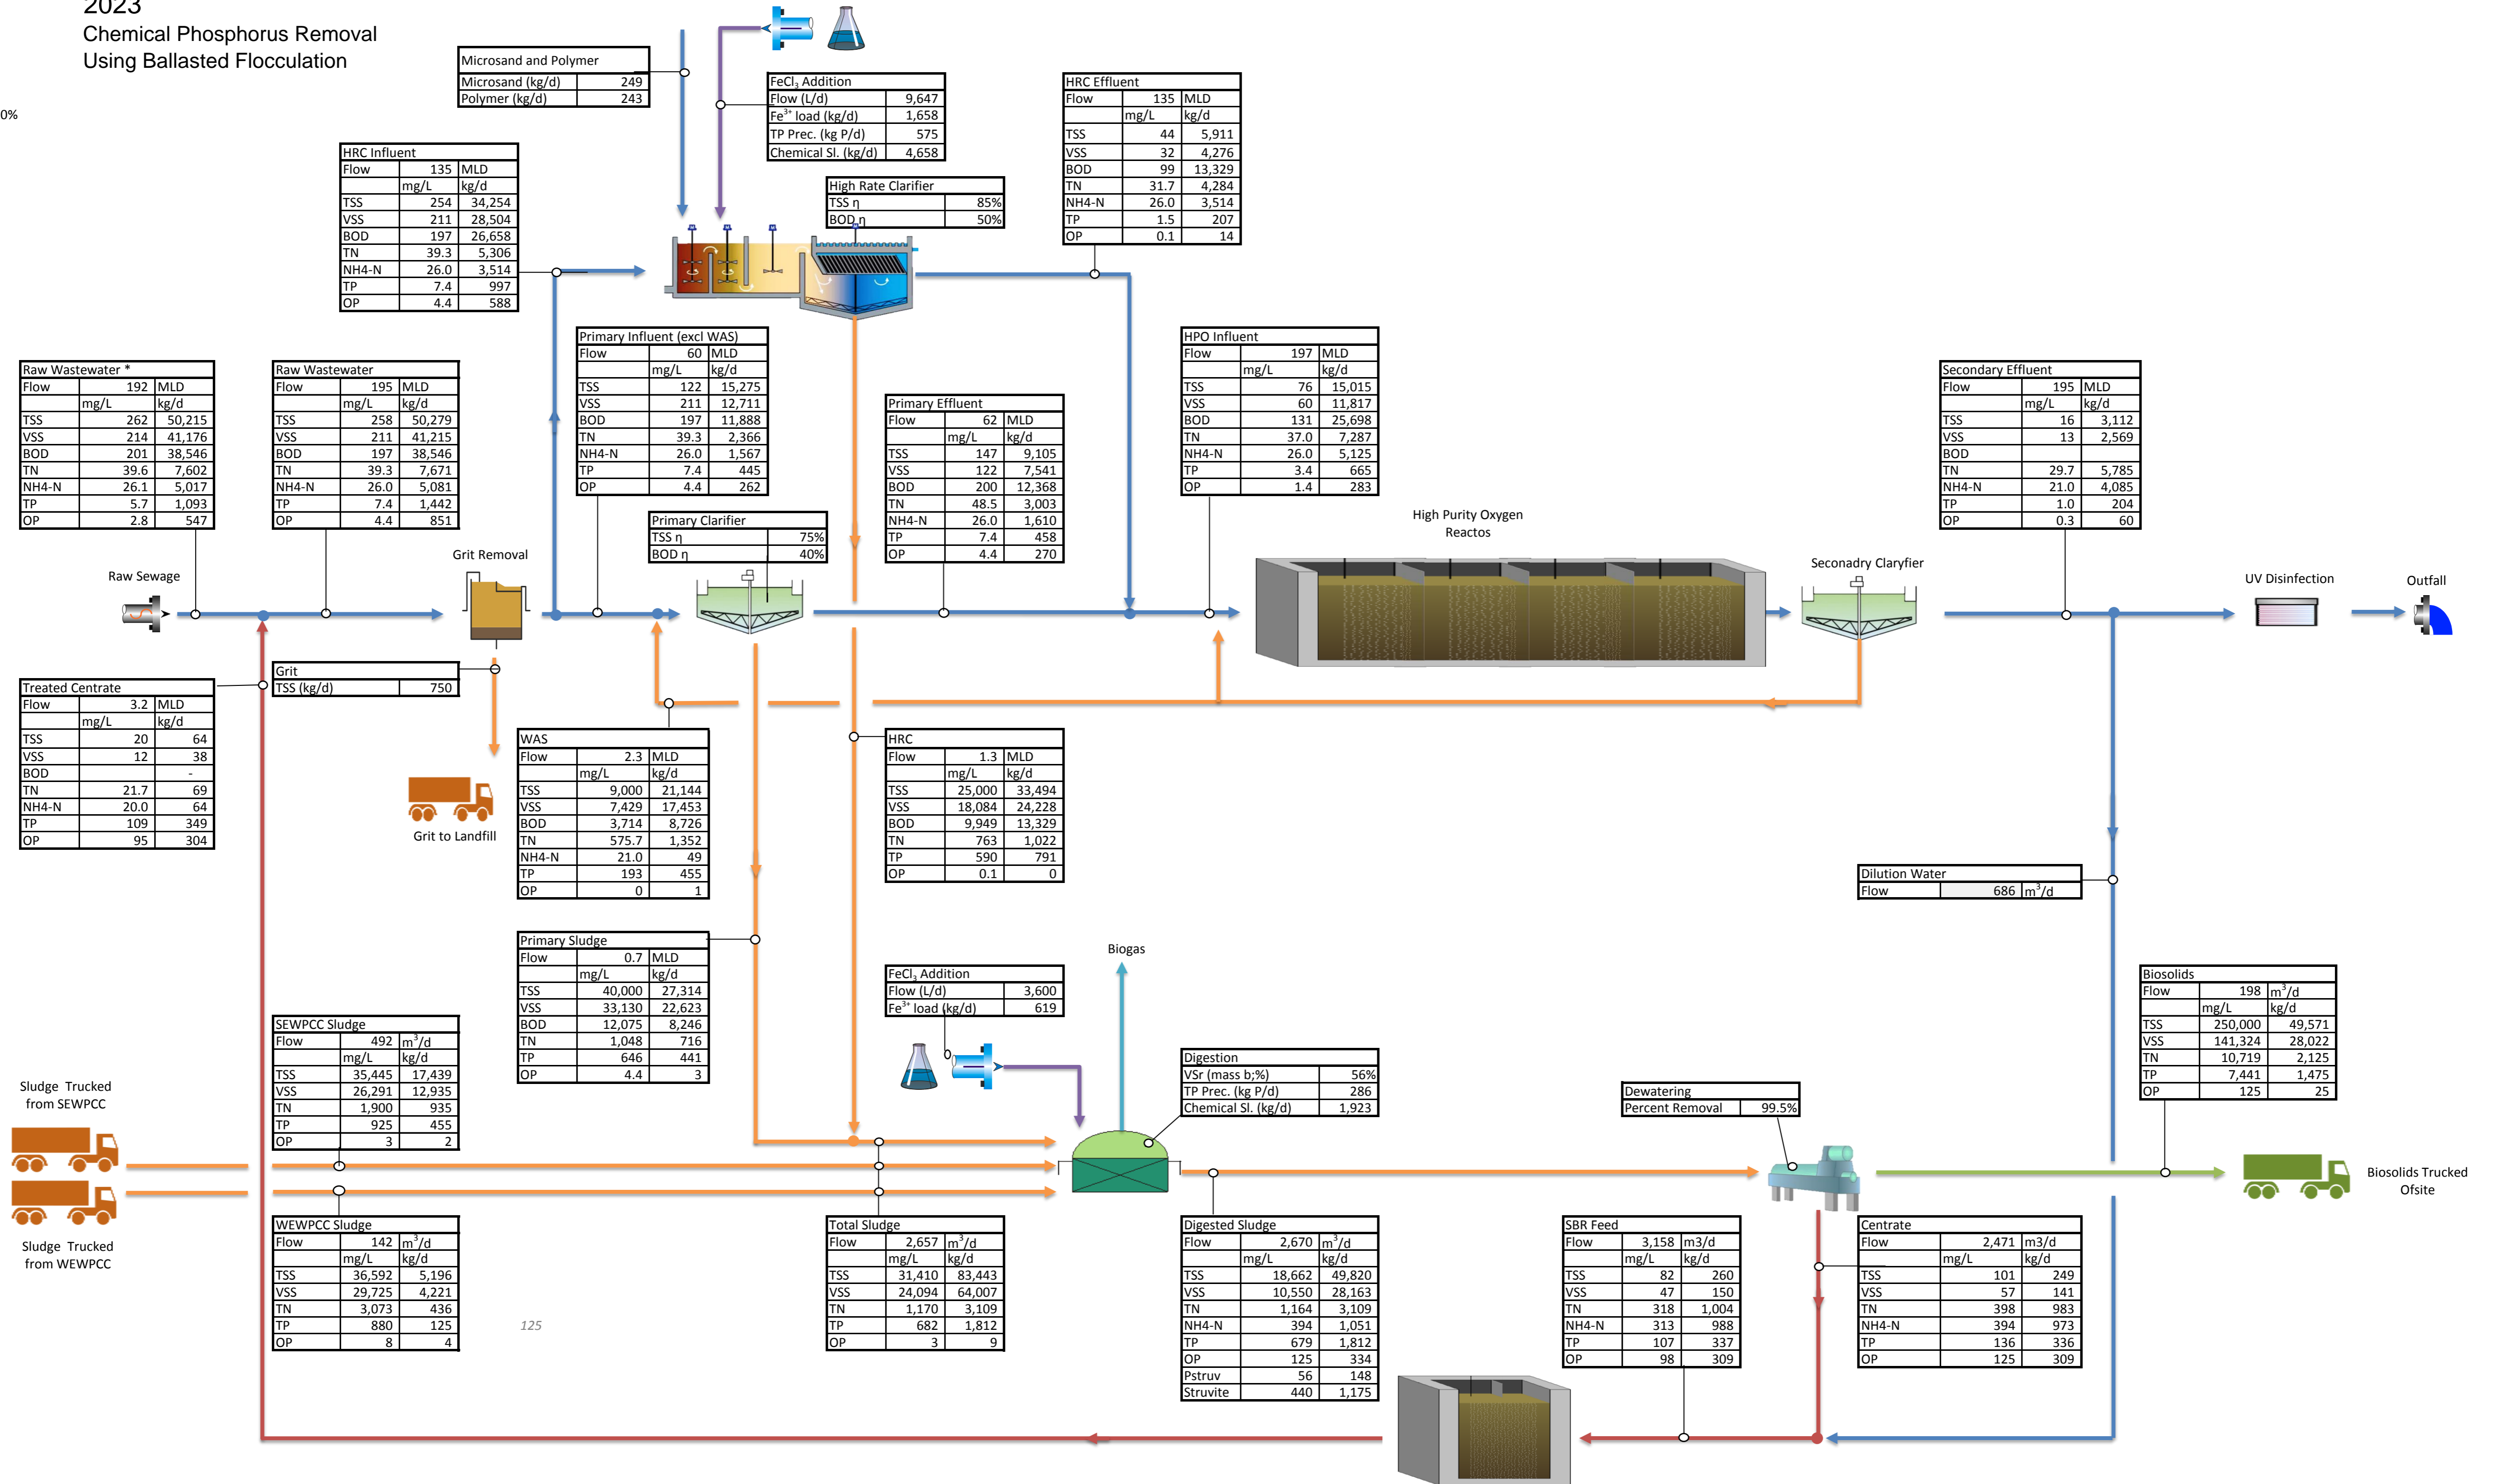 2023
Chemical Phosphorus Removal
Using Ballasted Flocculation
0%
Microsand and Polymer
Microsand (kg/d) 249
Polymer (kg/d) 243
FeCl3 Addition
Flow (L/d) 9,647
Fe3+ load (kg/d) 1,658
TP Prec. (kg P/d) 575
Chemical Sl. (kg/d) 4,658
HRC Effluent
Flow 135 MLD
mg/L kg/d
TSS 44 5,911
VSS 32 4,276
BOD 99 13,329
TN 31.7 4,284
NH4-N 26.0 3,514
TP 1.5 207
OP 0.1 14
HRC Influent
Flow 135 MLD
mg/L kg/d
TSS 254 34,254
VSS 211 28,504
BOD 197 26,658
TN 39.3 5,306
NH4-N 26.0 3,514
TP 7.4 997
OP 4.4 588
High Rate Clarifier
TSS η 85%
BOD η 50%
Raw Wastewater *
Flow 192 MLD
mg/L kg/d
TSS 262 50,215
VSS 214 41,176
BOD 201 38,546
TN 39.6 7,602
NH4-N 26.1 5,017
TP 5.7 1,093
OP 2.8 547
Raw Wastewater
Flow 195 MLD
mg/L kg/d
TSS 258 50,279
VSS 211 41,215
BOD 197 38,546
TN 39.3 7,671
NH4-N 26.0 5,081
TP 7.4 1,442
OP 4.4 851
Primary Influent (excl WAS)
Flow 60 MLD
mg/L kg/d
TSS 122 15,275
VSS 211 12,711
BOD 197 11,888
TN 39.3 2,366
NH4-N 26.0 1,567
TP 7.4 445
OP 4.4 262
Primary Effluent
Flow 62 MLD
mg/L kg/d
TSS 147 9,105
VSS 122 7,541
BOD 200 12,368
TN 48.5 3,003
NH4-N 26.0 1,610
TP 7.4 458
OP 4.4 270
HPO Influent
Flow 197 MLD
mg/L kg/d
TSS 76 15,015
VSS 60 11,817
BOD 131 25,698
TN 37.0 7,287
NH4-N 26.0 5,125
TP 3.4 665
OP 1.4 283
Secondary Effluent
Flow 195 MLD
mg/L kg/d
TSS 16 3,112
VSS 13 2,569
BOD
TN 29.7 5,785
NH4-N 21.0 4,085
TP 1.0 204
OP 0.3 60
Primary Clarifier
TSS η 75%
BOD η 40%
High Purity Oxygen
Reactos
Grit Removal
Raw Sewage
Seconadry Claryfier
UV Disinfection
Outfall
Grit
TSS (kg/d) 750
Treated Centrate
Flow 3.2 MLD
mg/L kg/d
TSS 20 64
VSS 12 38
BOD -
TN 21.7 69
NH4-N 20.0 64
TP 109 349
OP 95 304
Grit to Landfill
WAS
Flow 2.3 MLD
mg/L kg/d
TSS 9,000 21,144
VSS 7,429 17,453
BOD 3,714 8,726
TN 575.7 1,352
NH4-N 21.0 49
TP 193 455
OP 0 1
HRC
Flow 1.3 MLD
mg/L kg/d
TSS 25,000 33,494
VSS 18,084 24,228
BOD 9,949 13,329
TN 763 1,022
TP 590 791
OP 0.1 0
Dilution Water
Flow 686 m3/d
Primary Sludge
Flow 0.7 MLD
mg/L kg/d
TSS 40,000 27,314
VSS 33,130 22,623
BOD 12,075 8,246
TN 1,048 716
TP 646 441
OP 4.4 3
Biogas
FeCl3 Addition
Flow (L/d) 3,600
Fe3+ load (kg/d) 619
Biosolids
Flow 198 m3/d
mg/L kg/d
TSS 250,000 49,571
VSS 141,324 28,022
TN 10,719 2,125
TP 7,441 1,475
OP 125 25
SEWPCC Sludge
Flow 492 m3/d
mg/L kg/d
TSS 35,445 17,439
VSS 26,291 12,935
TN 1,900 935
TP 925 455
OP 3 2
Digestion
VSr (mass b;%) 56%
TP Prec. (kg P/d) 286
Chemical Sl. (kg/d) 1,923
Dewatering
Percent Removal 99.5%
Sludge Trucked
from SEWPCC
Biosolids Trucked
Ofsite
Sludge Trucked
from WEWPCC
WEWPCC Sludge
Flow 142 m3/d
mg/L kg/d
TSS 36,592 5,196
VSS 29,725 4,221
TN 3,073 436
TP 880 125
OP 8 4
125
Total Sludge
Flow 2,657 m3/d
mg/L kg/d
TSS 31,410 83,443
VSS 24,094 64,007
TN 1,170 3,109
TP 682 1,812
OP 3 9
Digested Sludge
Flow 2,670 m3/d
mg/L kg/d
TSS 18,662 49,820
VSS 10,550 28,163
TN 1,164 3,109
NH4-N 394 1,051
TP 679 1,812
OP 125 334
Pstruv 56 148
Struvite 440 1,175
SBR Feed
Flow 3,158 m3/d
mg/L kg/d
TSS 82 260
VSS 47 150
TN 318 1,004
NH4-N 313 988
TP 107 337
OP 98 309
Centrate
Flow 2,471 m3/d
mg/L kg/d
TSS 101 249
VSS 57 141
TN 398 983
NH4-N 394 973
TP 136 336
OP 125 309